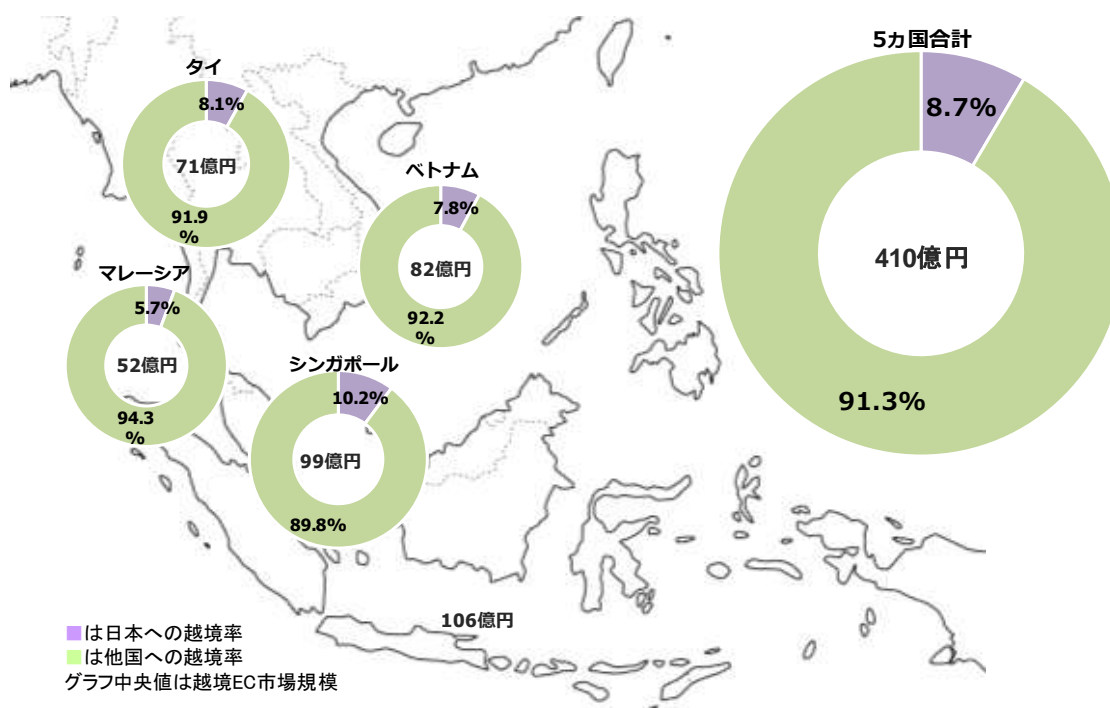 5ヵ国合計
8.7%
410億円
91.3%
タイ
8.1%
71億円
91.9
%
ベトナム
7.8%
82億円
92.2
%
マレーシア
5.7%
52億円
94.3
%
シンガポール
10.2%
99億円
89.8%
106億円
■は日本への越境率
■は他国への越境率
グラフ中央値は越境EC市場規模